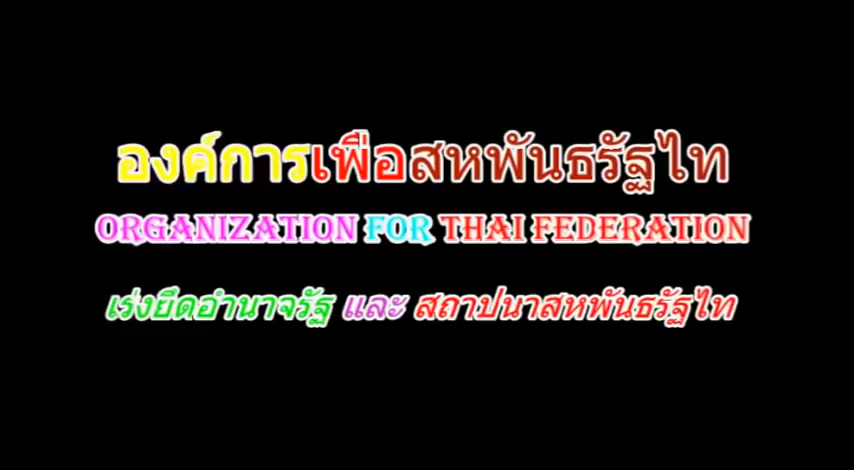 องค์การเพื่อสหพันธรัฐไท
ORGANIZATION FOR THAI FEDERATION
เร่งยึดอำนาจรัฐ และ สถาปนาสหพันธรัฐไท